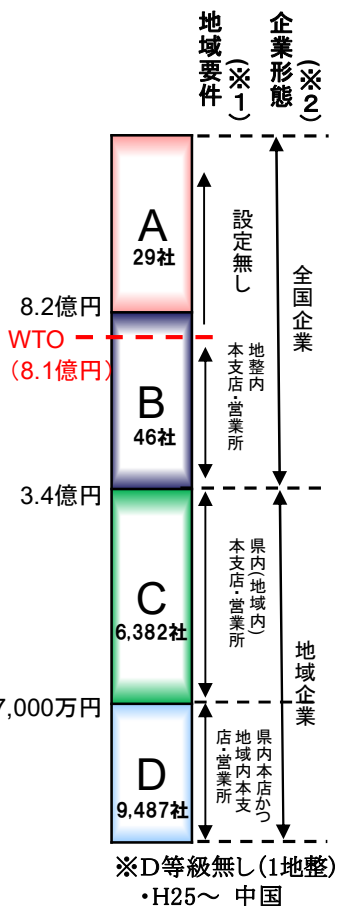 地域要件
(※1)
企業形態
(※2)
A
29社
設定無し
全国企業
8.2億円
WTO
(8.1億円)
地整内
本支店・営業所
B
46社
3.4億円
県内(地域内)
本支店・営業所
C
6,382社
地域企業
7,000万円
県内本店かつ
地域内本支
店・営業所
D
9,487社
※D等級無し(1地整)
・H25～ 中国